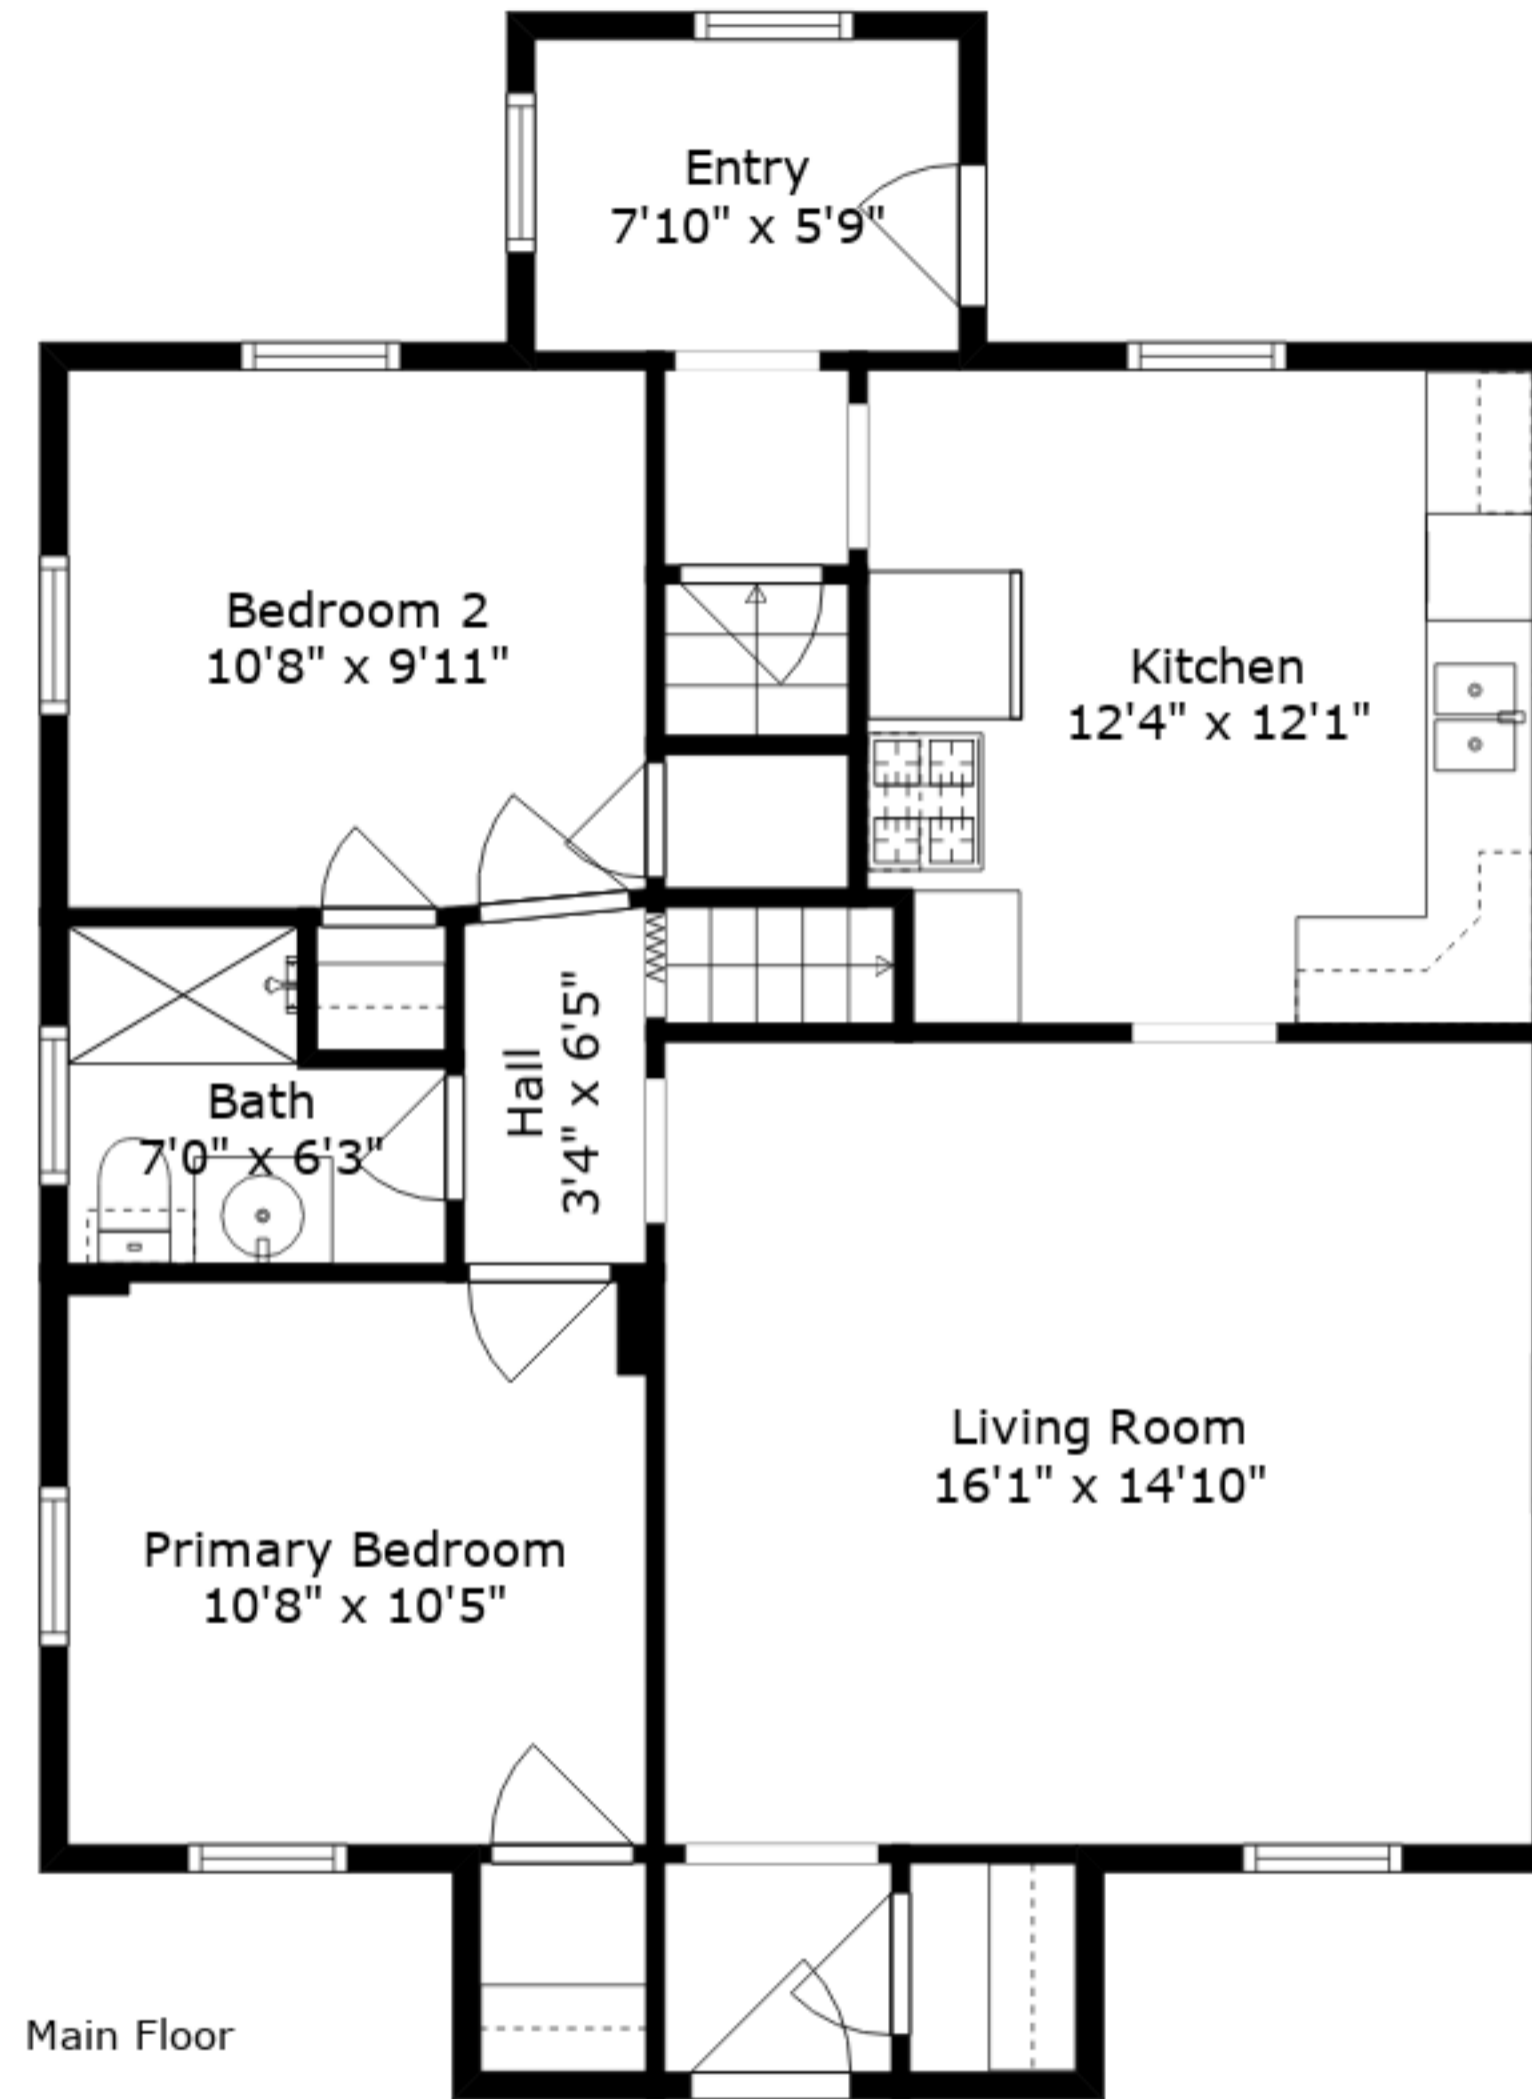 Entry
7'10" x 5'9"
Bedroom 2
10'8" x 9'11"
Kitchen
12'4" x 12'1"
Hall
3'4" x 6'5"
Bath
7'0" x 6'3"
Living Room
16'1" x 14'10"
Primary Bedroom
10'8" x 10'5"
Main Floor